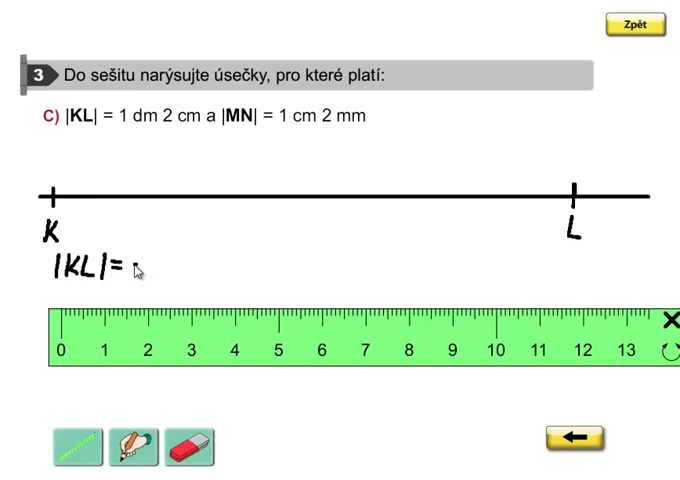 Zpět
3 Do sešitu narýsujte úsečky, pro které platí:
C) |KL| = 1 dm 2 cm a |MN| = 1 cm 2 mm
K L
|KL| =
0 1 2 3 4 5 6 7 8 9 10 11 12 13